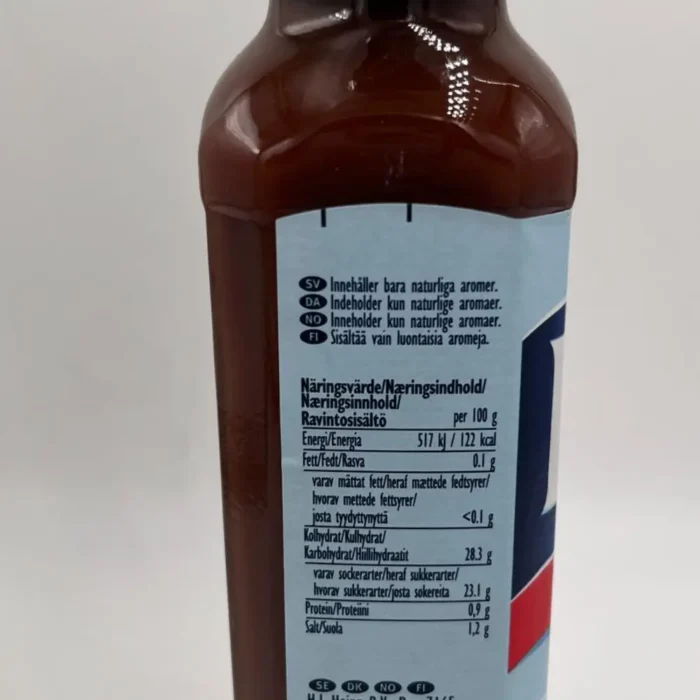 SV Innehåller bara naturliga aromer.
DA Indeholder kun naturlige aromaer.
NO Inneholder kun naturlige aromaer.
FI Sisältää vain luontaisia aromeja.
Näringsvärde/Næringsindhold/
Næringsinnhold/
Ravintosisältö per 100 g
Energi/Energia 517 kJ / 122 kcal
Fett/Fedt/Rasva 0.1 g
varav mättat fett/heraf mættede fedtsyrer/
hvorav mettede fettsyrer/
josta tyydyttynyttä <0.1 g
Kolhydrat/Kulhydrat/
Karbohydrat/Hiilihydraatit 28.3 g
varav sockerarter/heraf sukkerarter/
hvorav sukkerarter/josta sokereita 23.1 g
Protein/Proteiini 0,9 g
Salt/Suola 1,2 g
SE DK NO FI